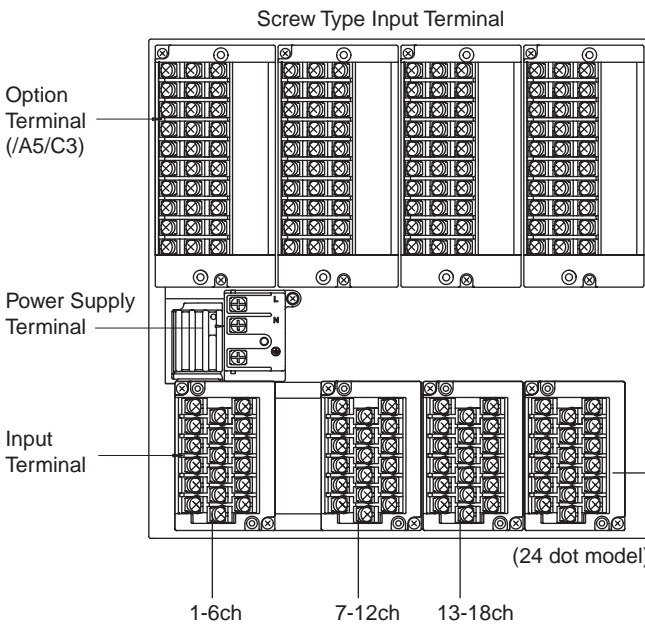 Screw Type Input Terminal
Option
Terminal
(/A5/C3)
Power Supply
Terminal
L
N
Input
Terminal
(24 dot model)
1-6ch
7-12ch
13-18ch